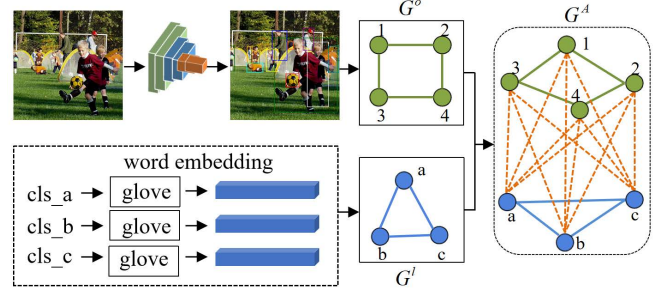 G^o
1 2
3 4
G^A
1
3 2
4
a c
b
word embedding
cls_a glove
cls_b glove
cls_c glove
a
b c
G^l